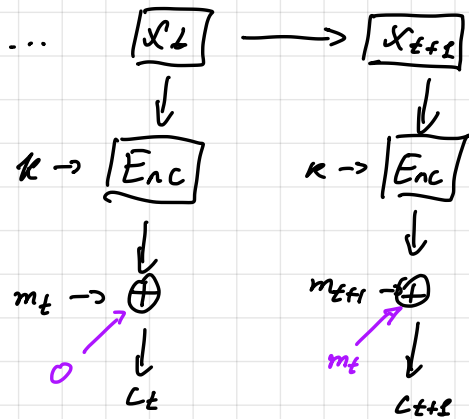 ... X_t → X_{t+1}
k → Enc k → Enc
m_t → ⊕ m_{t+1} → ⊕
0 m_t
c_t c_{t+1}